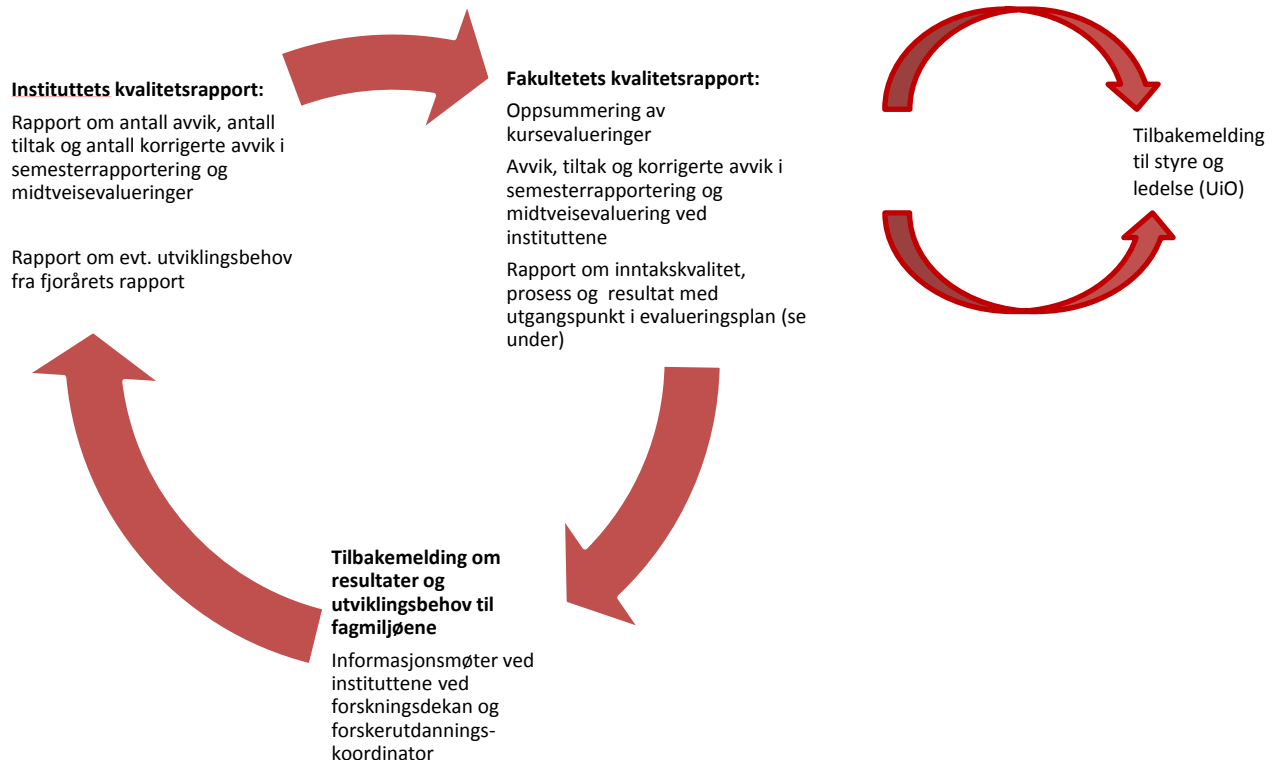 Instituttets kvalitetsrapport:
Rapport om antall avvik, antall
tiltak og antall korrigerte avvik i
semesterrapportering og
midtveisevalueringer
Rapport om evt. utviklingsbehov
fra fjorårets rapport
Fakultetets kvalitetsrapport:
Oppsummering av
kursevalueringer
Avvik, tiltak og korrigerte avvik i
semesterrapportering og
midtveisevaluering ved
instituttene
Rapport om inntakskvalitet,
prosess og resultat med
utgangspunkt i evalueringsplan (se
under)
Tilbakemelding
til styre og
ledelse (UiO)
Tilbakemelding om
resultater og
utviklingsbehov til
fagmiljøene
Informasjonsmøter ved
instituttene ved
forskningsdekan og
forskerutdannings-
koordinator